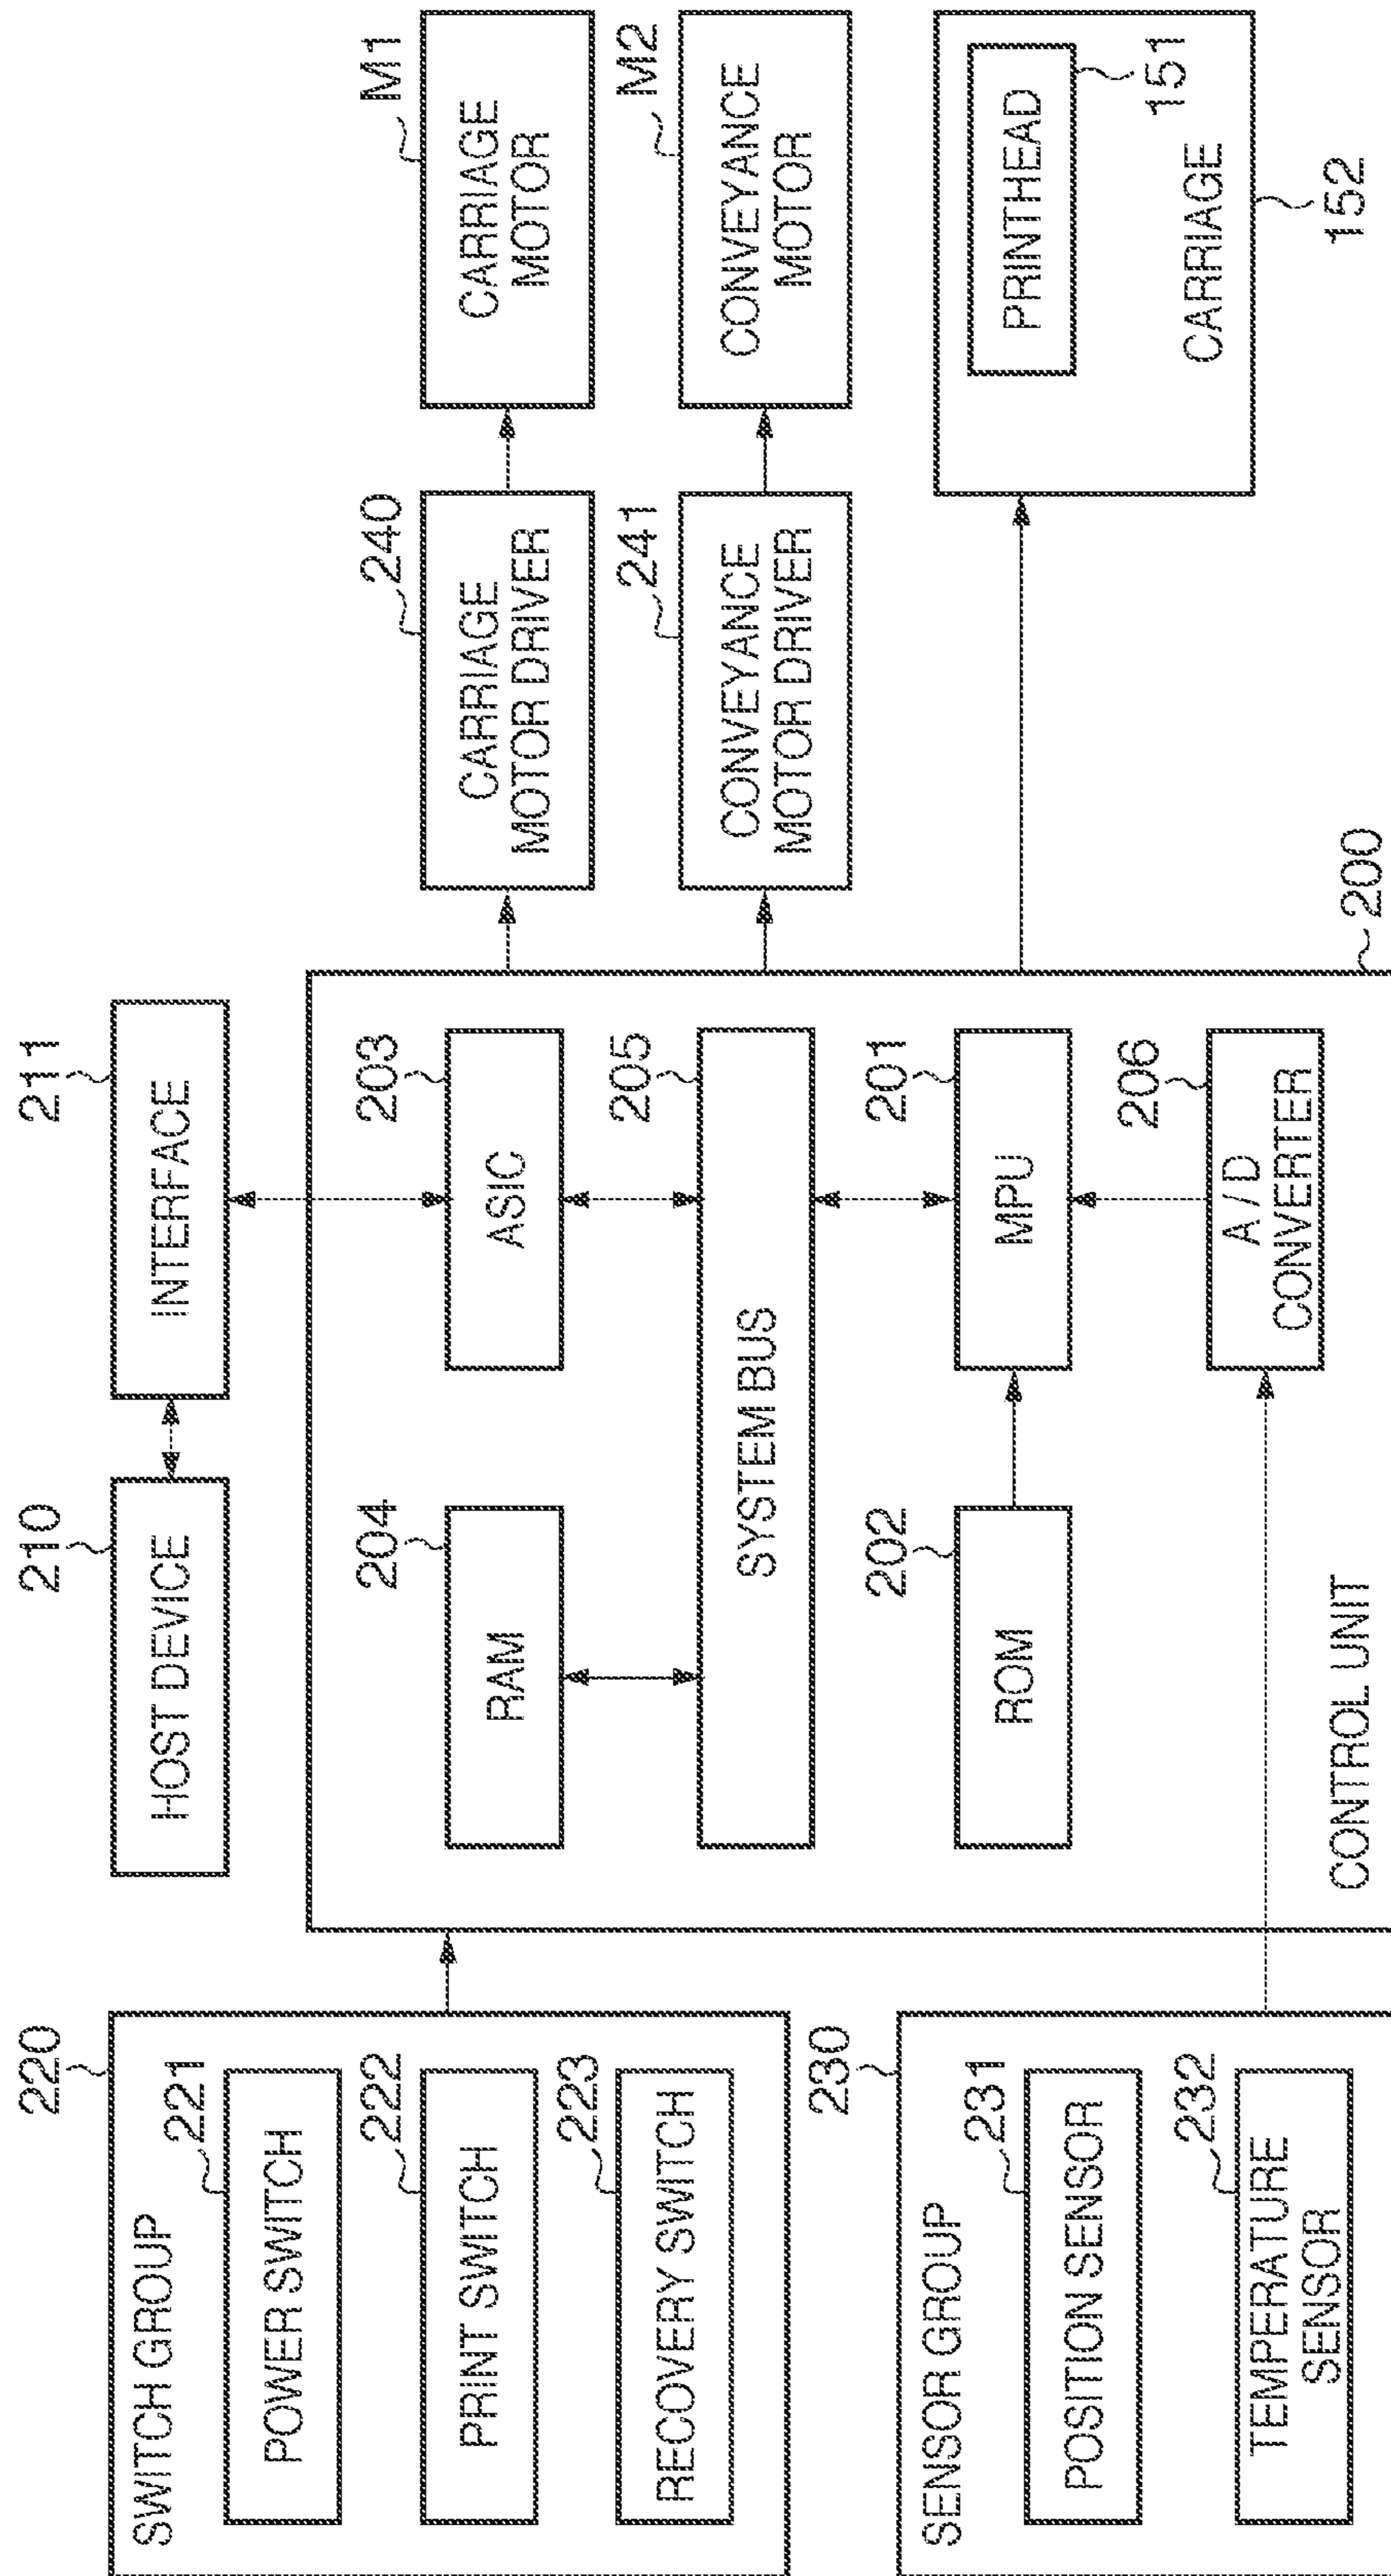 220
SWITCH GROUP
221
POWER SWITCH
222
PRINT SWITCH
223
RECOVERY SWITCH
230
SENSOR GROUP
231
POSITION SENSOR
232
TEMPERATURE
SENSOR
210
HOST DEVICE
211
INTERFACE
204
RAM
203
ASIC
205
SYSTEM BUS
202
ROM
201
MPU
206
A / D
CONVERTER
CONTROL UNIT
200
240
CARRIAGE
MOTOR DRIVER
M1
CARRIAGE
MOTOR
241
CONVEYANCE
MOTOR DRIVER
M2
CONVEYANCE
MOTOR
PRINTHEAD
151
CARRIAGE
152